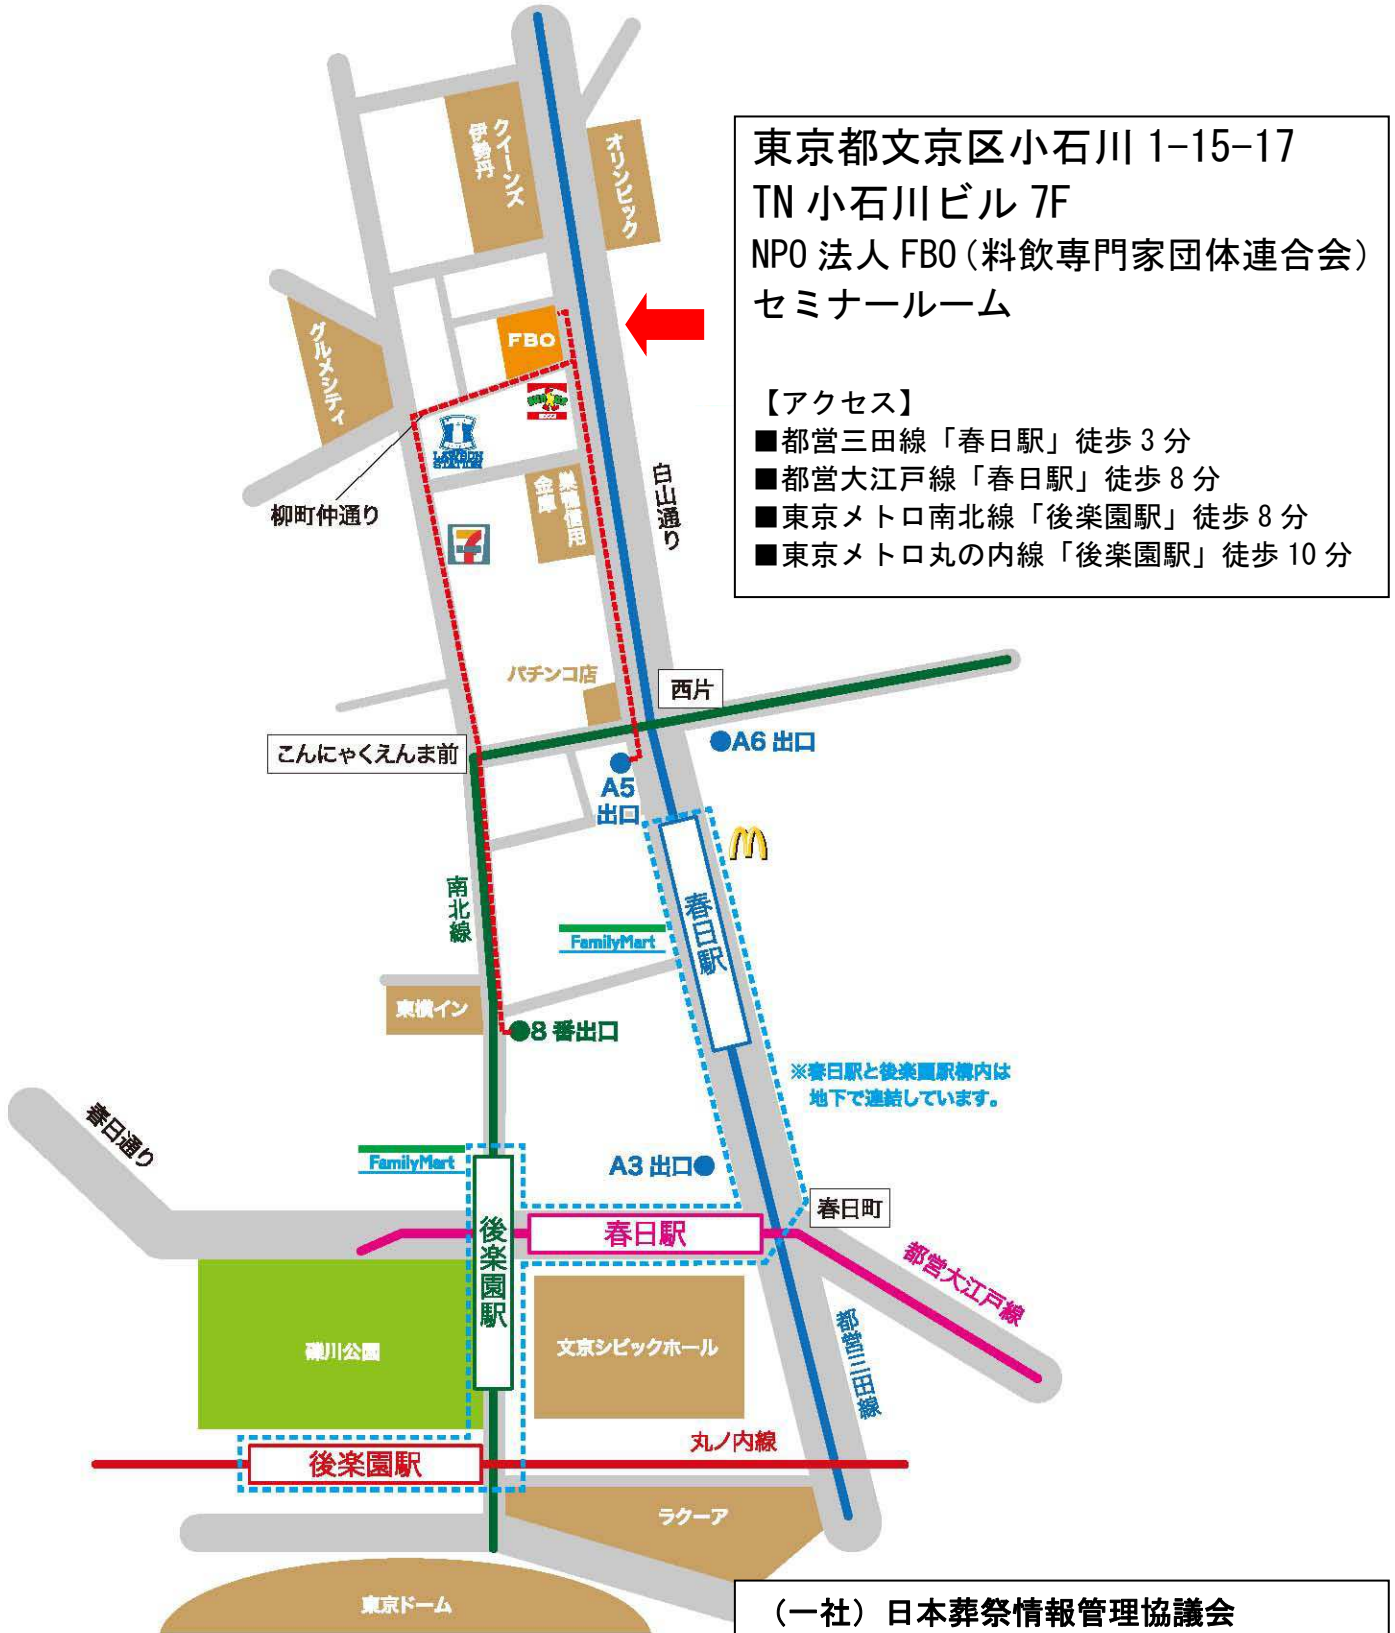 クイーンズ
伊勢丹
オリンピック
東京都文京区小石川 1-15-17
TN 小石川ビル 7F
NPO 法人 FBO（料飲専門家団体連合会）
セミナールーム
【アクセス】
■都営三田線「春日駅」徒歩 3 分
■都営大江戸線「春日駅」徒歩 8 分
■東京メトロ南北線「後楽園駅」徒歩 8 分
■東京メトロ丸の内線「後楽園駅」徒歩 10 分
グルメシティ
FBO
柳町仲通り
巣鴨信用
金庫
白山通り
7
パチンコ店
西片
こんにゃくえんま前
●A6 出口
A5
出口
南北線
春日駅
FamilyMart
東横イン
●8 番出口
※春日駅と後楽園駅構内は
地下で連結しています。
春日通り
FamilyMart
A3 出口●
春日町
後楽園駅
春日駅
都営大江戸線
礫川公園
文京シビックホール
都営三田線
丸ノ内線
後楽園駅
ラクーア
東京ドーム
（一社）日本葬祭情報管理協議会